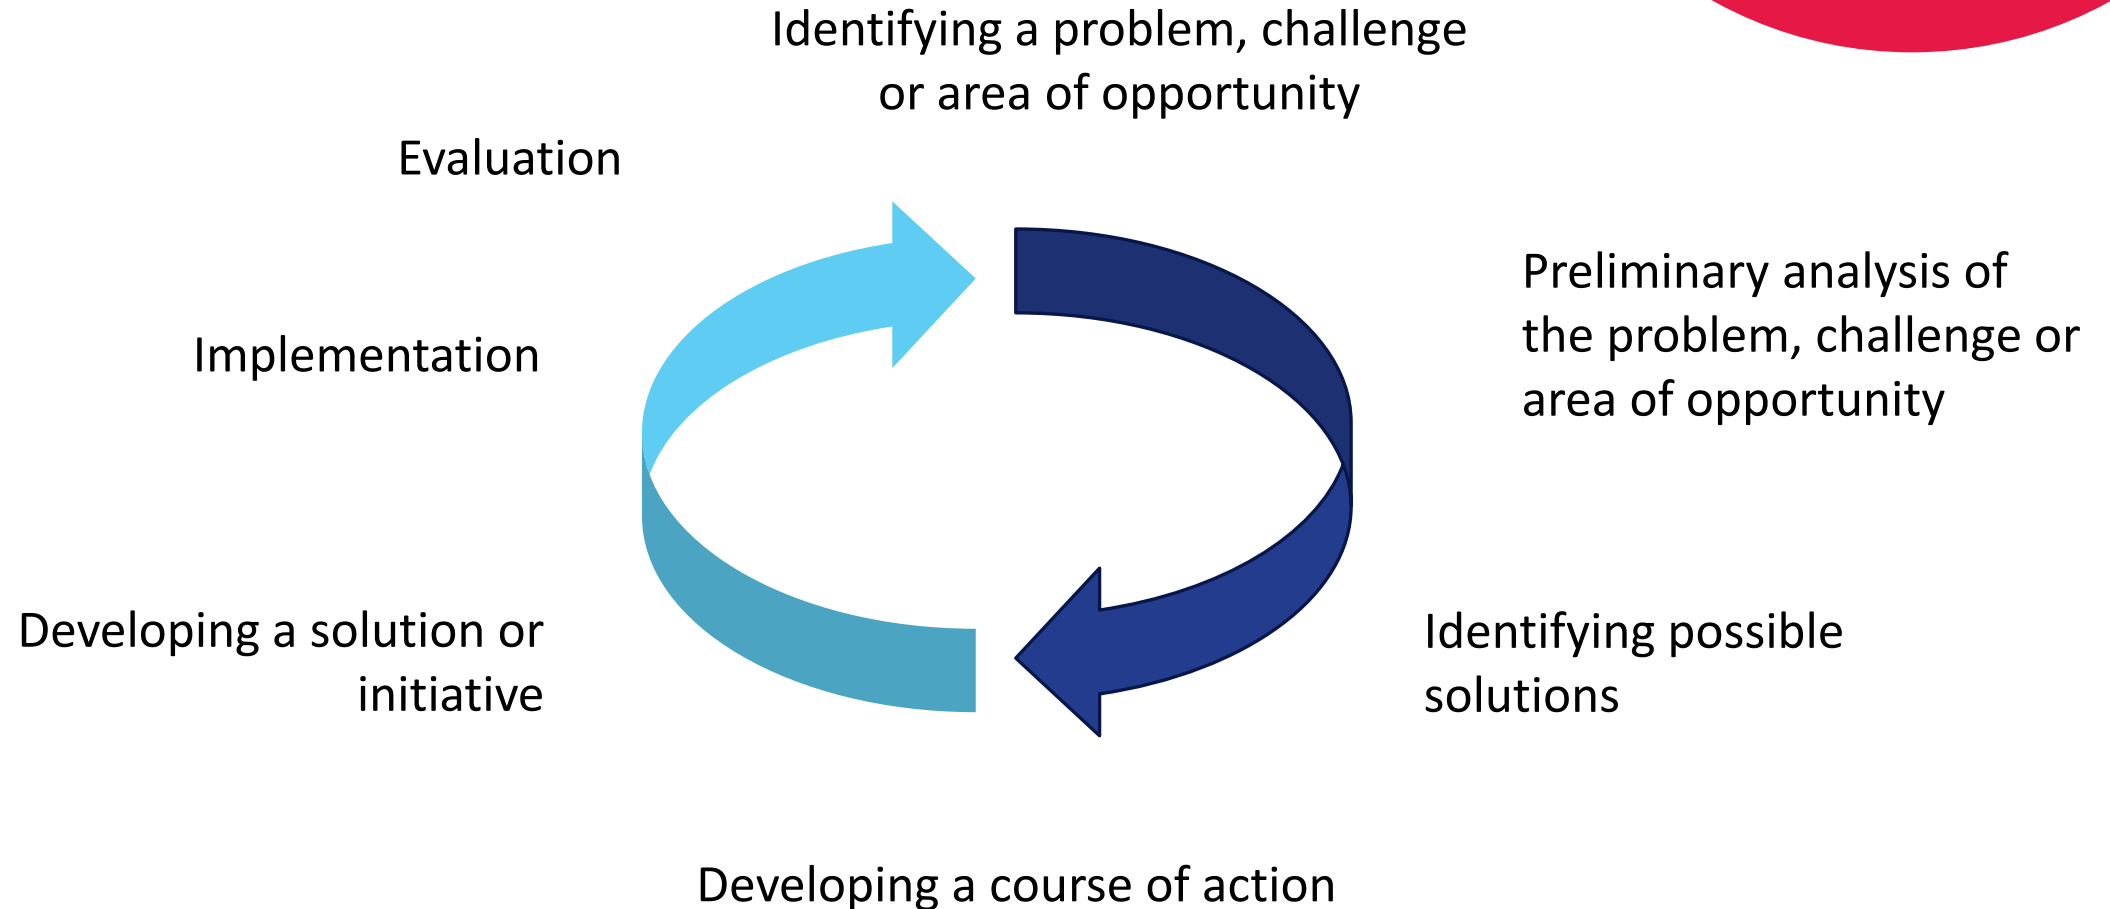 Identifying a problem, challenge
or area of opportunity
Evaluation
Preliminary analysis of
the problem, challenge or
area of opportunity
Implementation
Identifying possible
solutions
Developing a solution or
initiative
Developing a course of action